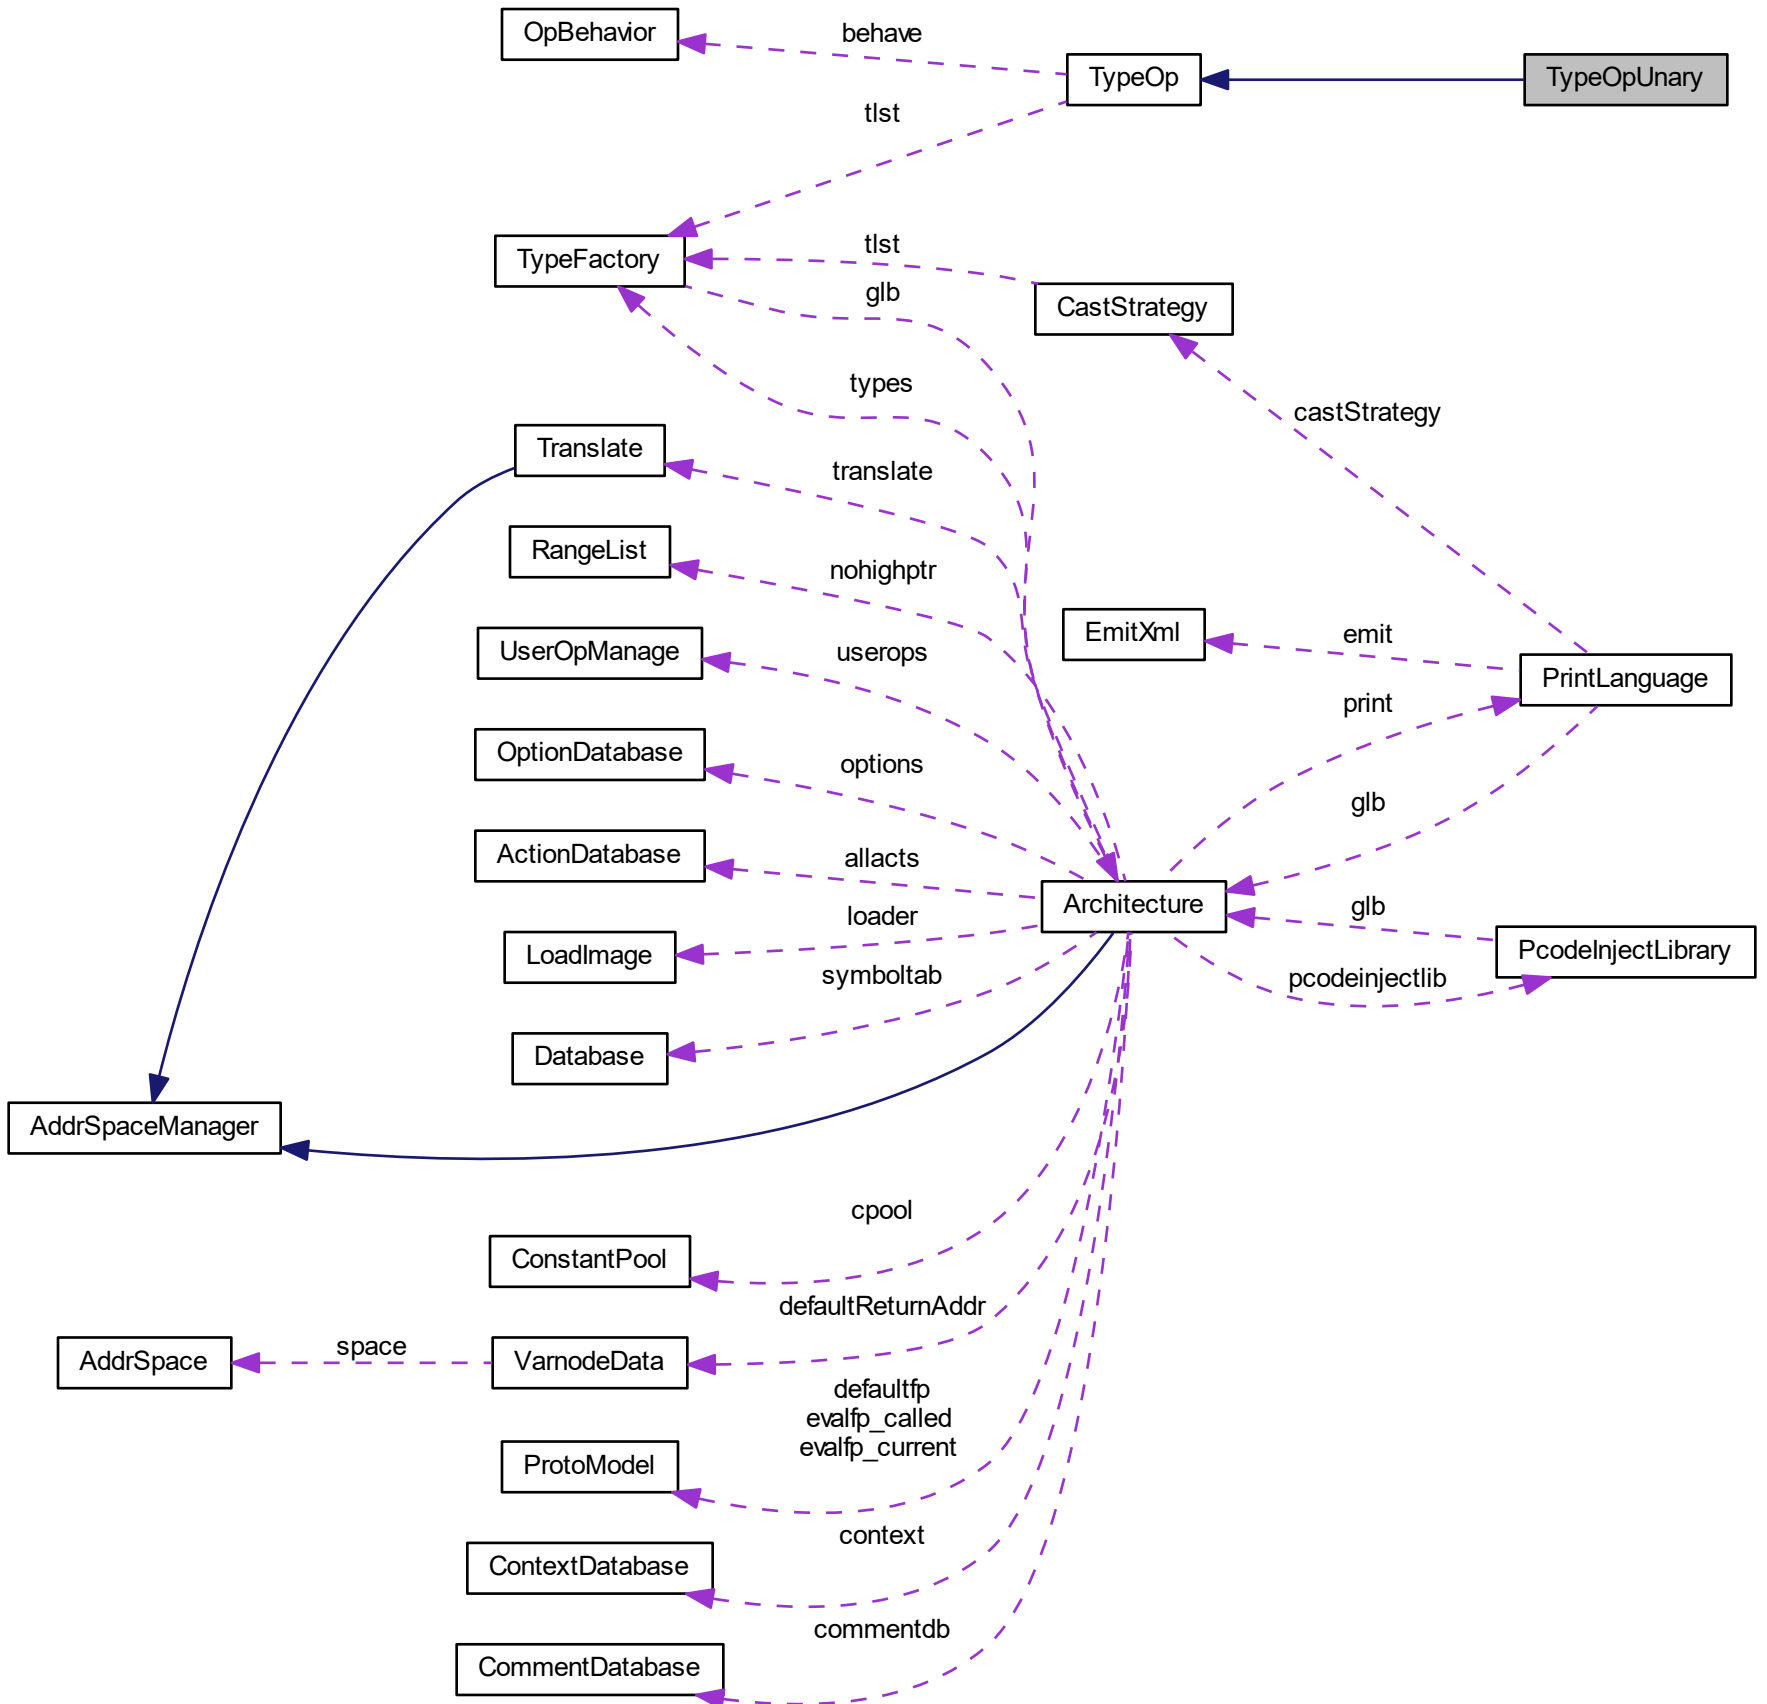 OpBehavior
behave
TypeOp
TypeOpUnary
tlst
TypeFactory
tlst
glb
CastStrategy
types
castStrategy
Translate
translate
RangeList
nohighptr
EmitXml
emit
UserOpManage
userops
PrintLanguage
print
OptionDatabase
options
glb
ActionDatabase
allacts
Architecture
glb
loader
LoadImage
PcodeInjectLibrary
symboltab
pcodeinjectlib
Database
AddrSpaceManager
cpool
ConstantPool
defaultReturnAddr
AddrSpace
space
VarnodeData
defaultfp
evalfp_called
evalfp_current
ProtoModel
context
ContextDatabase
commentdb
CommentDatabase